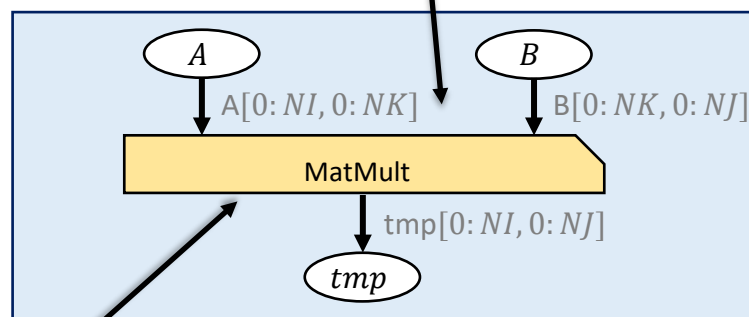 A B
A[0: NI, 0: NK] B[0: NK, 0: NJ]
MatMult
tmp[0: NI, 0: NJ]
tmp